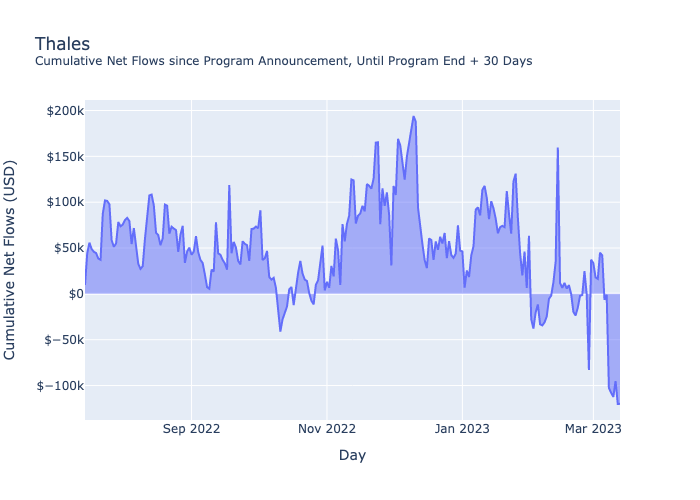 Thales
Cumulative Net Flows since Program Announcement, Until Program End + 30 Days
Cumulative Net Flows (USD)
$200k
$150k
$100k
$50k
$0
$−50k
$−100k
Sep 2022
Nov 2022
Jan 2023
Mar 2023
Day